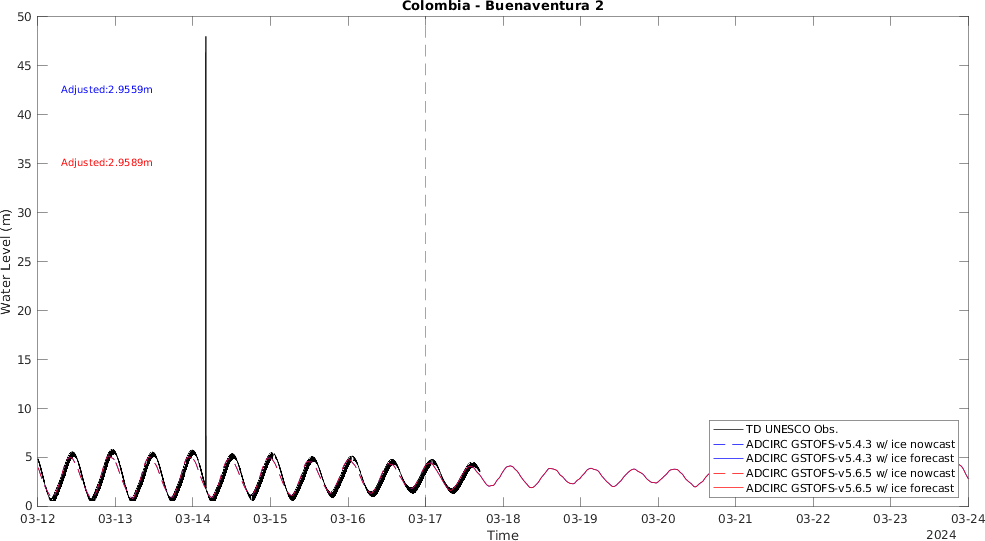 Colombia - Buenaventura 2
50
45
40
35
30
25
20
15
10
5
0
Water Level (m)
Adjusted:2.9559m
Adjusted:2.9589m
TD UNESCO Obs.
ADCIRC GSTOFS-v5.4.3 w/ ice nowcast
ADCIRC GSTOFS-v5.4.3 w/ ice forecast
ADCIRC GSTOFS-v5.6.5 w/ ice nowcast
ADCIRC GSTOFS-v5.6.5 w/ ice forecast
03-12 03-13 03-14 03-15 03-16 03-17 03-18 03-19 03-20 03-21 03-22 03-23 03-24
Time
2024